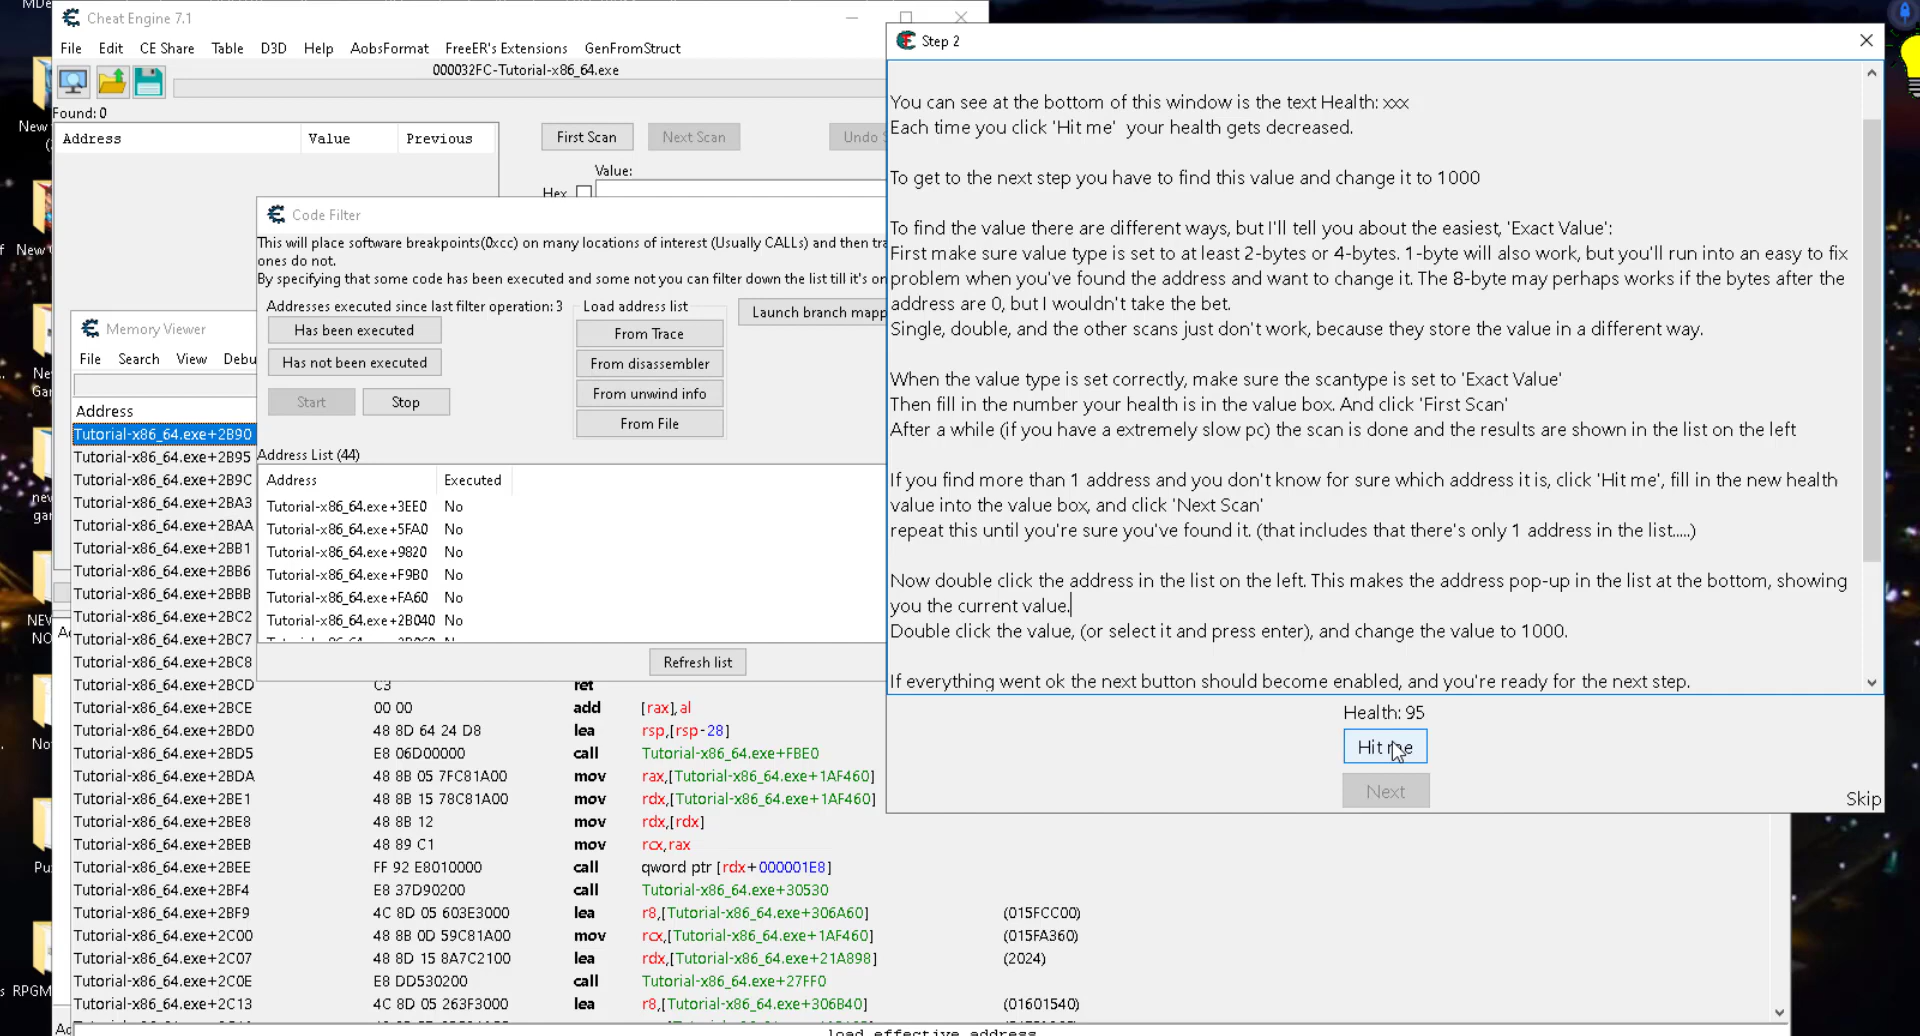 Cheat Engine 7.1
File Edit CE Share Table D3D Help AobsFormat FreeER's Extensions GenFromStruct
000032FC-Tutorial-x86_64.exe
Found: 0
Address Value Previous
First Scan Next Scan Undo
Value:
Hex
Code Filter
This will place software breakpoints(0xcc) on many locations of interest (Usually CALLs) and then
ones do not.
By specifying that some code has been executed and some not you can filter down the list till it's
Addresses executed since last filter operation: 3
Has been executed
Has not been executed
Start Stop
Load address list
From Trace
From disassembler
From unwind info
From File
Launch branch mapp
Address List (44)
Address Executed
Tutorial-x86_64.exe+3EE0 No
Tutorial-x86_64.exe+5FA0 No
Tutorial-x86_64.exe+9820 No
Tutorial-x86_64.exe+F9B0 No
Tutorial-x86_64.exe+FA60 No
Tutorial-x86_64.exe+2B040 No
Refresh list
Memory Viewer
File Search View Debu
Address
Tutorial-x86_64.exe+2B90
Tutorial-x86_64.exe+2B95
Tutorial-x86_64.exe+2B9C
Tutorial-x86_64.exe+2BA3
Tutorial-x86_64.exe+2BAA
Tutorial-x86_64.exe+2BB1
Tutorial-x86_64.exe+2BB6
Tutorial-x86_64.exe+2BBB
Tutorial-x86_64.exe+2BC2
Tutorial-x86_64.exe+2BC7
Tutorial-x86_64.exe+2BC8
Tutorial-x86_64.exe+2BCD C3 ret
Tutorial-x86_64.exe+2BCE 00 00 add [rax],al
Tutorial-x86_64.exe+2BD0 48 8D 64 24 D8 lea rsp,[rsp-28]
Tutorial-x86_64.exe+2BD5 E8 06D00000 call Tutorial-x86_64.exe+FBE0
Tutorial-x86_64.exe+2BDA 48 8B 05 7FC81A00 mov rax,[Tutorial-x86_64.exe+1AF460]
Tutorial-x86_64.exe+2BE1 48 8B 15 78C81A00 mov rdx,[Tutorial-x86_64.exe+1AF460]
Tutorial-x86_64.exe+2BE8 48 8B 12 mov rdx,[rdx]
Tutorial-x86_64.exe+2BEB 48 89 C1 mov rcx,rax
Tutorial-x86_64.exe+2BEE FF 92 E8010000 call qword ptr [rdx+000001E8]
Tutorial-x86_64.exe+2BF4 E8 37D90200 call Tutorial-x86_64.exe+30530
Tutorial-x86_64.exe+2BF9 4C 8D 05 603E3000 lea r8,[Tutorial-x86_64.exe+306A60] (015FCC00)
Tutorial-x86_64.exe+2C00 48 8B 0D 59C81A00 mov rcx,[Tutorial-x86_64.exe+1AF460] (015FA360)
Tutorial-x86_64.exe+2C07 48 8D 15 8A7C2100 lea rdx,[Tutorial-x86_64.exe+21A898] (2024)
Tutorial-x86_64.exe+2C0E E8 DD530200 call Tutorial-x86_64.exe+27FF0
Tutorial-x86_64.exe+2C13 4C 8D 05 263F3000 lea r8,[Tutorial-x86_64.exe+306B40] (01601540)
load effective address
Step 2
You can see at the bottom of this window is the text Health: xxx
Each time you click 'Hit me' your health gets decreased.
To get to the next step you have to find this value and change it to 1000
To find the value there are different ways, but I'll tell you about the easiest, 'Exact Value':
First make sure value type is set to at least 2-bytes or 4-bytes. 1-byte will also work, but you'll run into an easy to fix
problem when you've found the address and want to change it. The 8-byte may perhaps works if the bytes after the
address are 0, but I wouldn't take the bet.
Single, double, and the other scans just don't work, because they store the value in a different way.
When the value type is set correctly, make sure the scantype is set to 'Exact Value'
Then fill in the number your health is in the value box. And click 'First Scan'
After a while (if you have a extremely slow pc) the scan is done and the results are shown in the list on the left
If you find more than 1 address and you don't know for sure which address it is, click 'Hit me', fill in the new health
value into the value box, and click 'Next Scan'
repeat this until you're sure you've found it. (that includes that there's only 1 address in the list.....)
Now double click the address in the list on the left. This makes the address pop-up in the list at the bottom, showing
you the current value.
Double click the value, (or select it and press enter), and change the value to 1000.
If everything went ok the next button should become enabled, and you're ready for the next step.
Health: 95
Hit me
Next
Skip